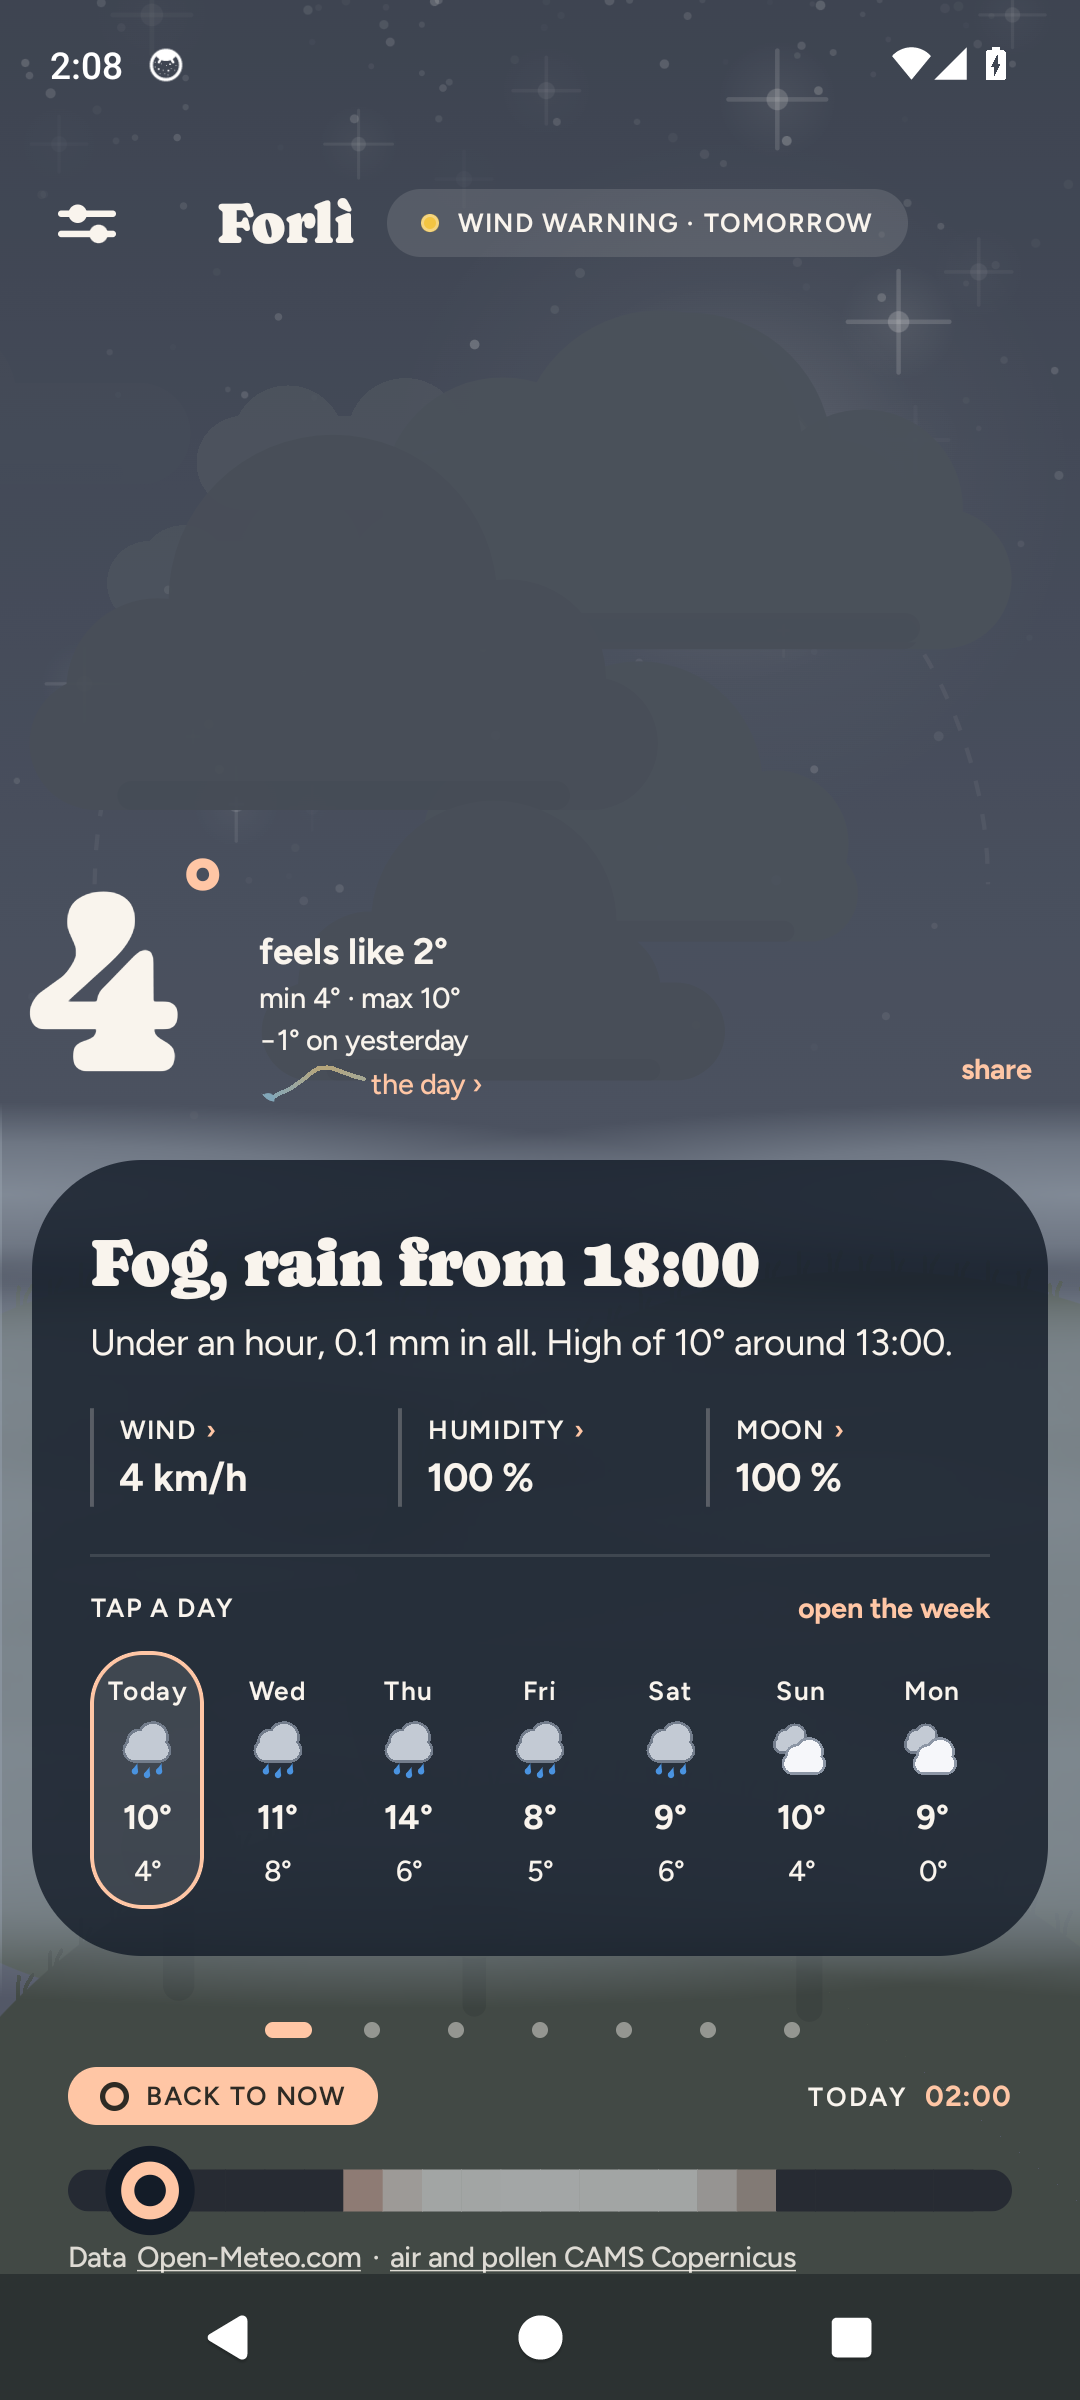 2:08
Forlì
WIND WARNING · TOMORROW
4°
feels like 2°
min 4° · max 10°
−1° on yesterday
the day ›
share
Fog, rain from 18:00
Under an hour, 0.1 mm in all. High of 10° around 13:00.
WIND › HUMIDITY › MOON ›
4 km/h 100 % 100 %
TAP A DAY open the week
Today Wed Thu Fri Sat Sun Mon
10° 11° 14° 8° 9° 10° 9°
4° 8° 6° 5° 6° 4° 0°
BACK TO NOW TODAY 02:00
Data Open-Meteo.com · air and pollen CAMS Copernicus